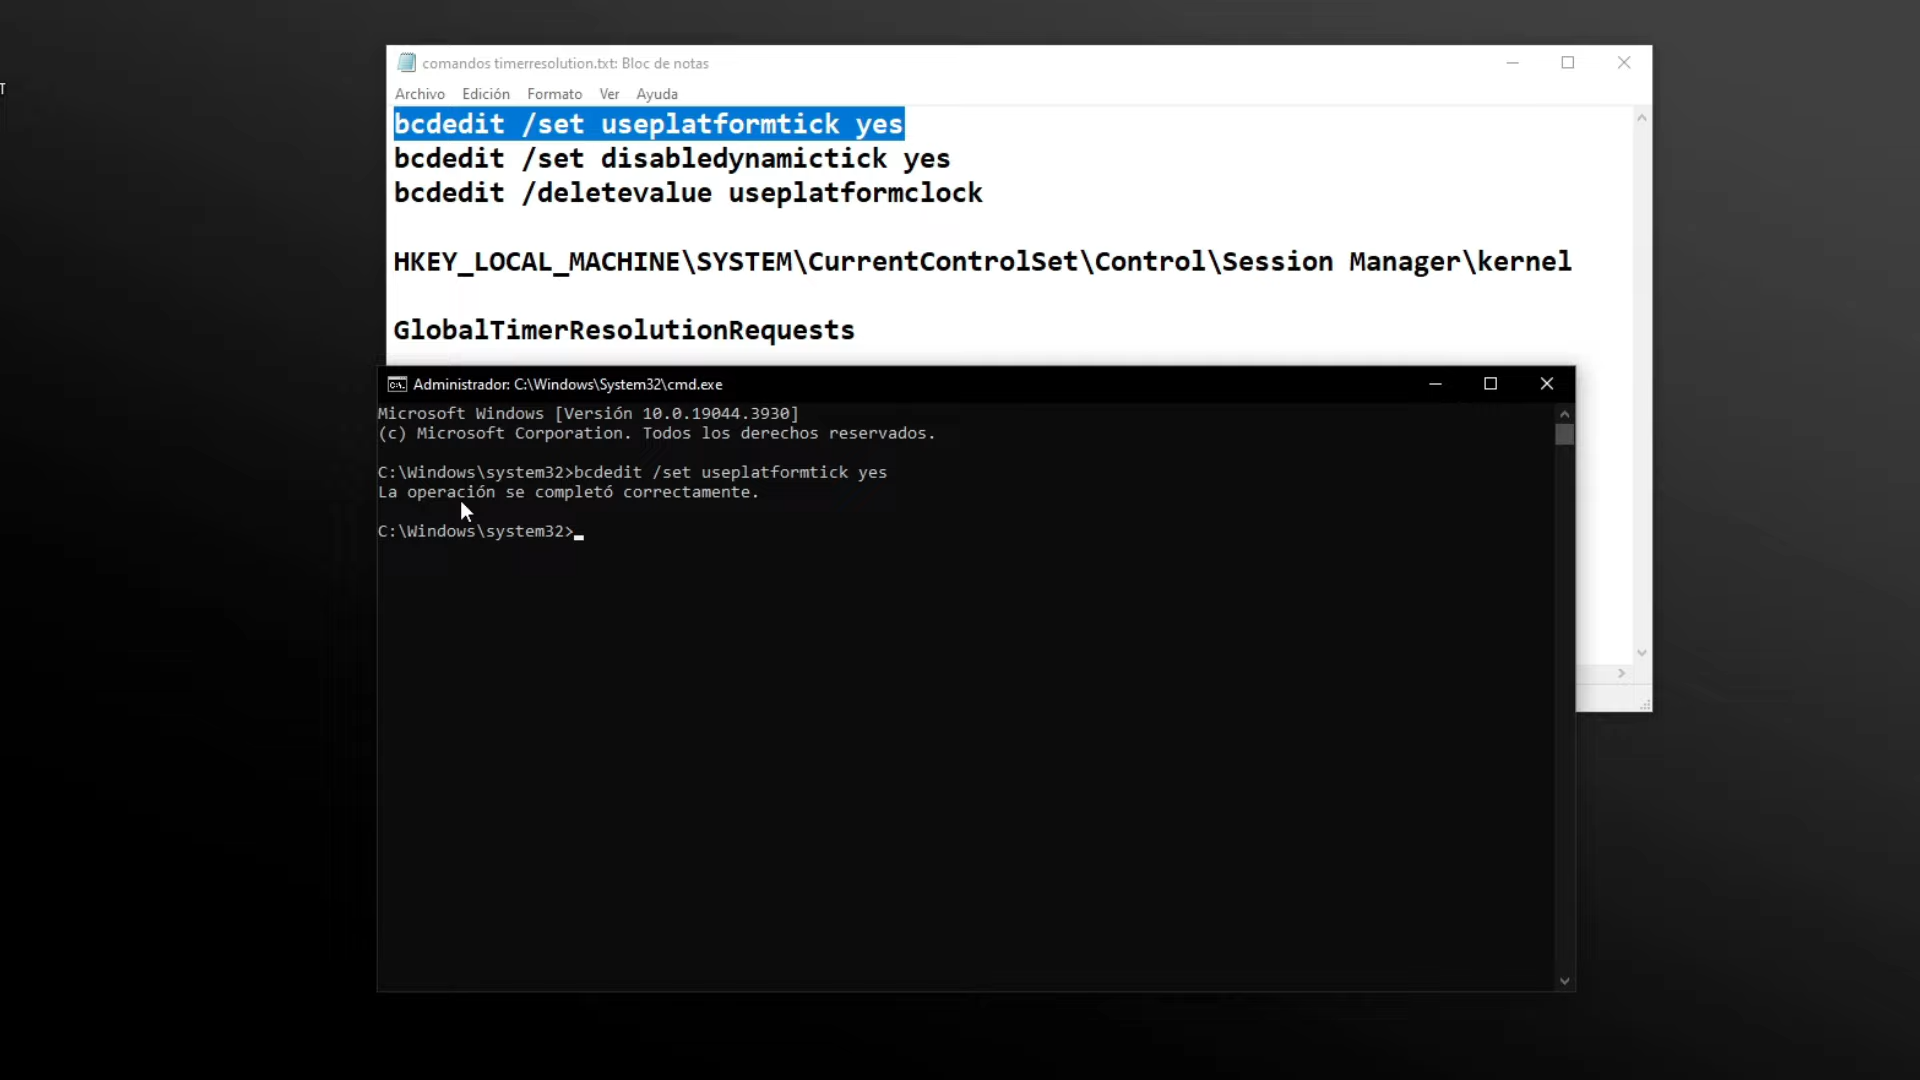 T
comandos timerresolution.txt: Bloc de notas
Archivo Edición Formato Ver Ayuda
bcdedit /set useplatformtick yes
bcdedit /set disabledynamictick yes
bcdedit /deletevalue useplatformclock
HKEY_LOCAL_MACHINE\SYSTEM\CurrentControlSet\Control\Session Manager\kernel
GlobalTimerResolutionRequests
Administrador: C:\Windows\System32\cmd.exe
Microsoft Windows [Versión 10.0.19044.3930]
(c) Microsoft Corporation. Todos los derechos reservados.
C:\Windows\system32>bcdedit /set useplatformtick yes
La operación se completó correctamente.
C:\Windows\system32>